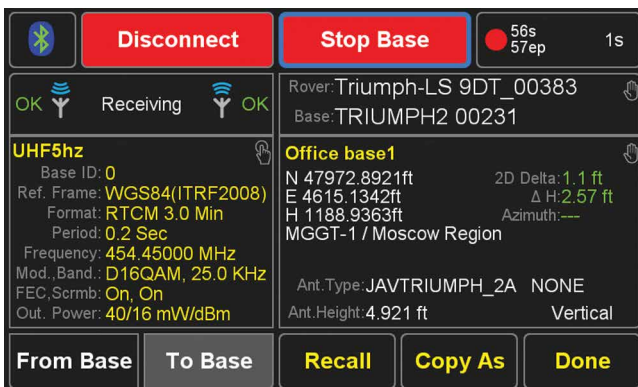 Disconnect
Stop Base
56s
57ep
1s
OK
Receiving
OK
Rover: Triumph-LS 9DT_00383
Base: TRIUMPH2 00231
UHF5hz
Base ID: 0
Ref. Frame: WGS84(ITRF2008)
Format: RTCM 3.0 Min
Period: 0.2 Sec
Frequency: 454.45000 MHz
Mod.,Band.: D16QAM, 25.0 KHz
FEC,Scrmb: On, On
Out. Power: 40/16 mW/dBm
Office base1
N 47972.8921ft
2D Delta: 1.1 ft
E 4615.1342ft
Δ H: 2.57 ft
H 1188.9363ft
Azimuth: ---
MGGT-1 / Moscow Region
Ant.Type: JAVTRIUMPH_2A NONE
Ant.Height: 4.921 ft
Vertical
From Base
To Base
Recall
Copy As
Done